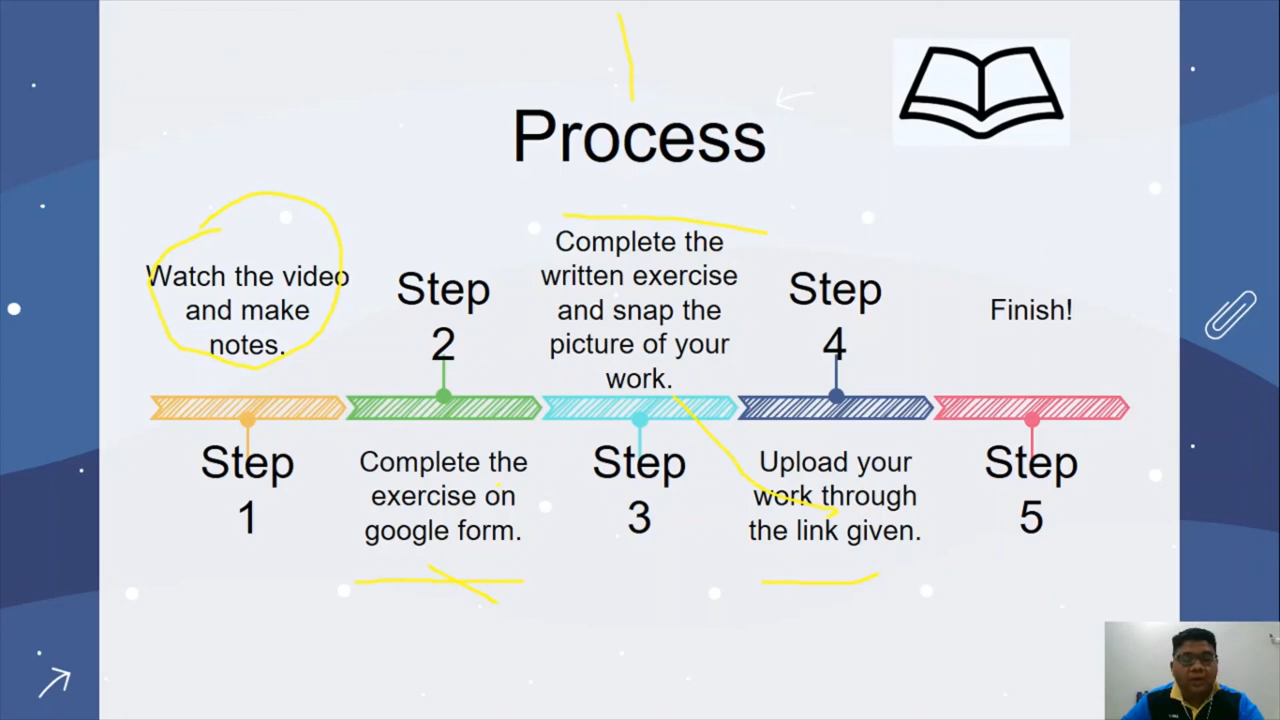 Process
Watch the video
and make
notes.
Step
1
Step
2
Complete the
exercise on
google form.
Complete the
written exercise
and snap the
picture of your
work.
Step
3
Step
4
Upload your
work through
the link given.
Finish!
Step
5